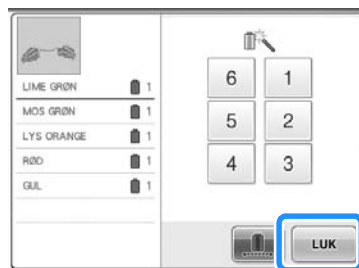 LIME GRØN 1
MOS GRØN 1
LYS ORANGE 1
RØD 1
GUL 1
6 1
5 2
4 3
LUK